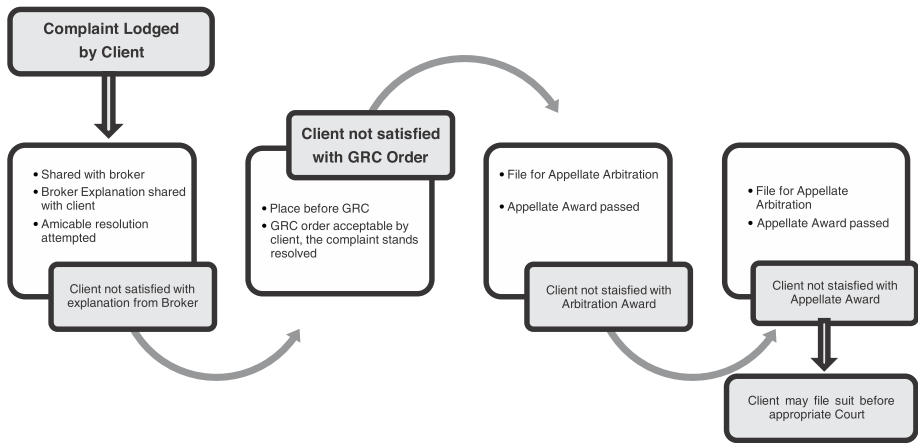 Complaint Lodged
by Client
• Shared with broker
• Broker Explanation shared
with client
• Amicable resolution
attempted
Client not satisfied with
explanation from Broker
Client not satisfied
with GRC Order
• Place before GRC
• GRC order acceptable by
client, the complaint stands
resolved
• File for Appellate Arbitration
• Appellate Award passed
Client not staisfied with
Arbitration Award
• File for Appellate
Arbitration
• Appellate Award passed
Client not staisfied with
Appellate Award
Client may file suit before
appropriate Court